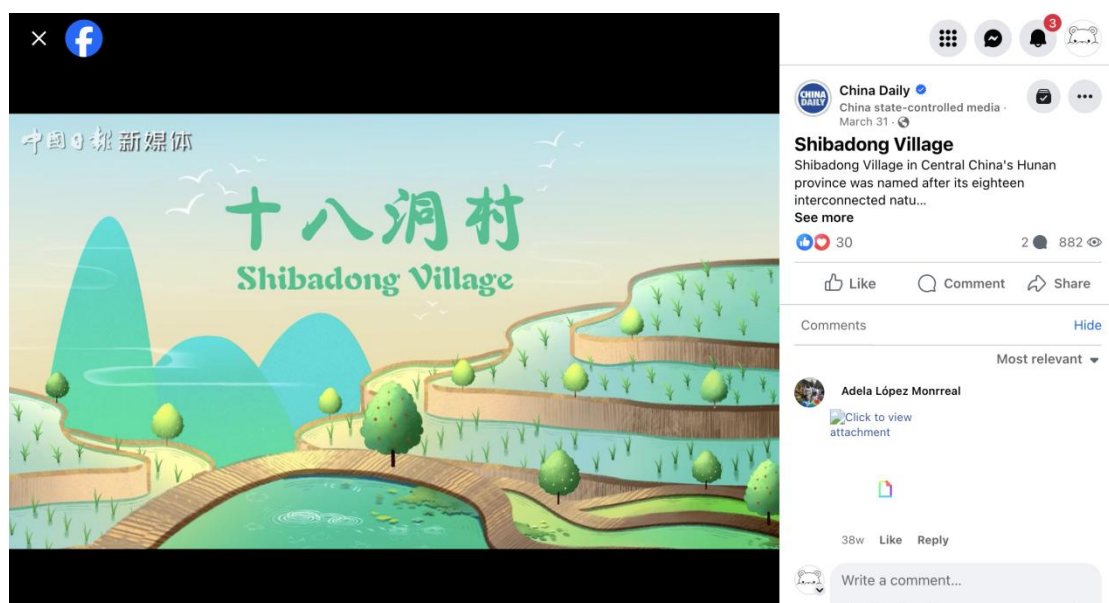 中国日报 新媒体
十八洞村
Shibadong Village
3
CHINA DAILY
China Daily
China state-controlled media ·
March 31 ·
Shibadong Village
Shibadong Village in Central China's Hunan
province was named after its eighteen
interconnected natu...
See more
30 2 882
Like Comment Share
Comments Hide
Most relevant
Adela López Monrreal
Click to view
attachment
38w Like Reply
Write a comment...